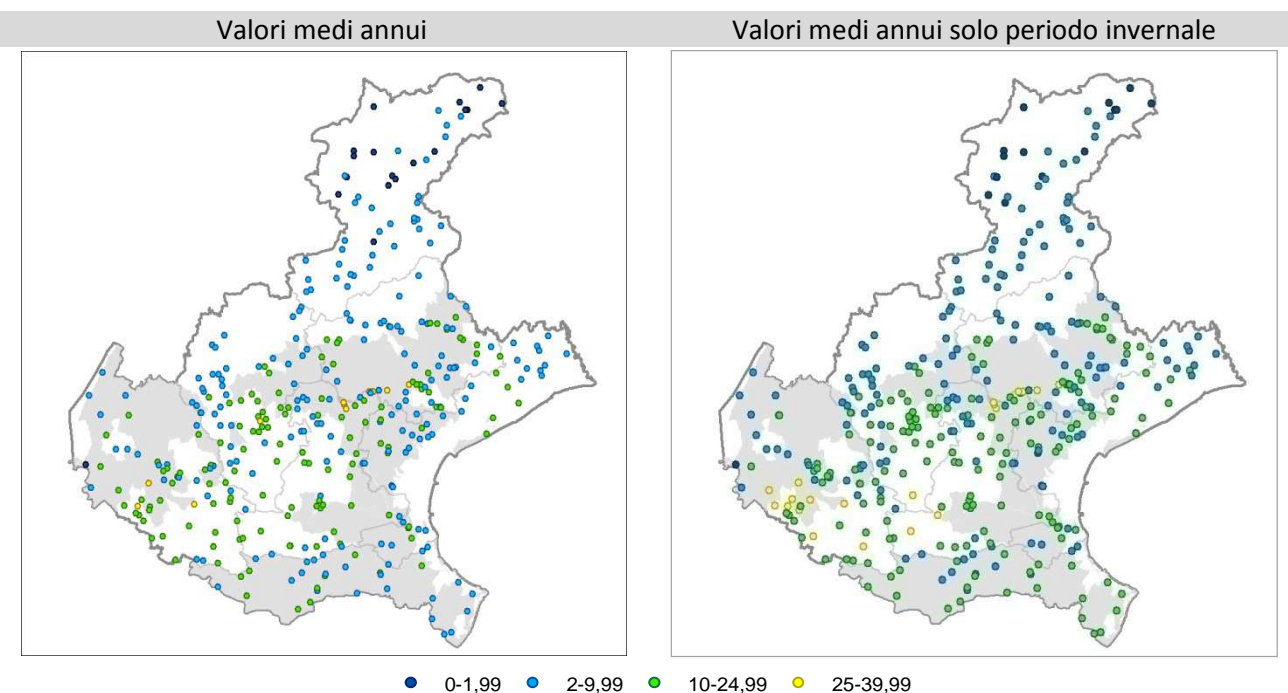 Valori medi annui
Valori medi annui solo periodo invernale
0-1,99 2-9,99 10-24,99 25-39,99